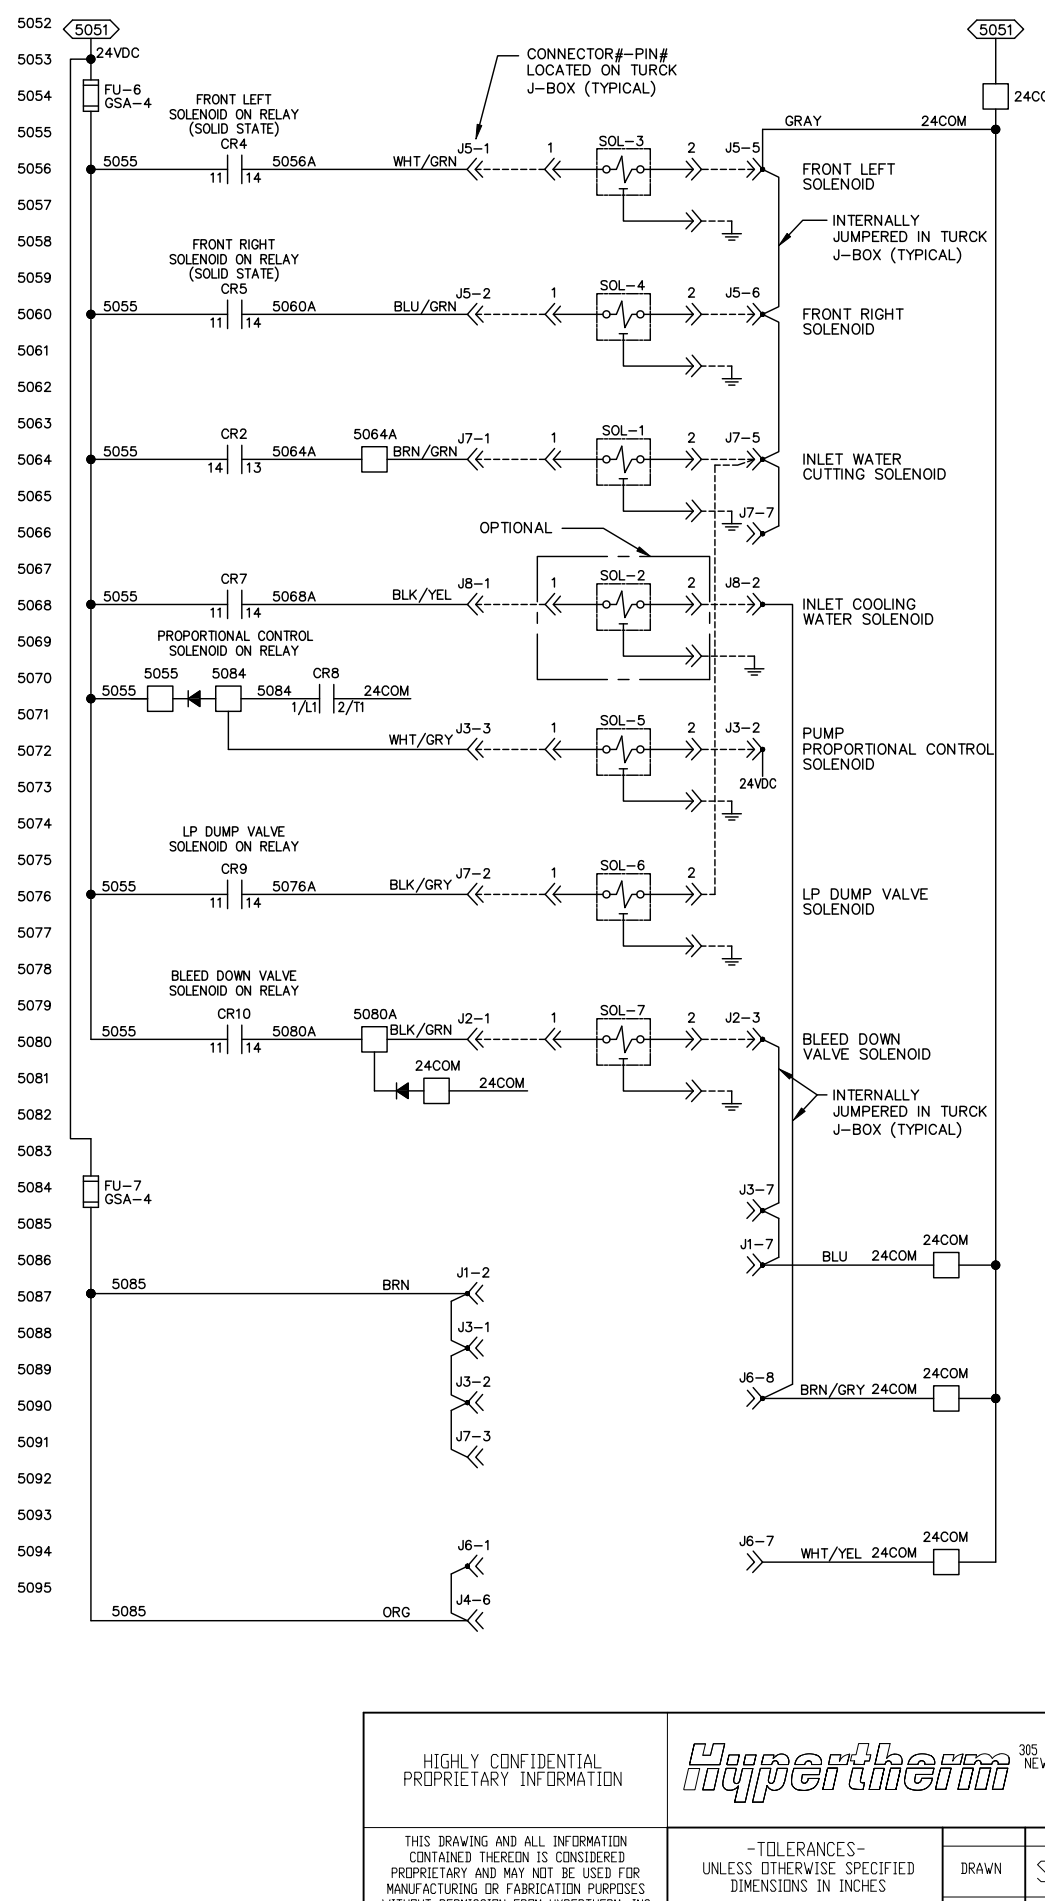 5052
5051
5051
5053
24VDC
CONNECTOR#-PIN#
LOCATED ON TURCK
J-BOX (TYPICAL)
5054
FU-6
GSA-4
FRONT LEFT
SOLENOID ON RELAY
(SOLID STATE)
5055
GRAY
24COM
CR4
J5-1
1
SOL-3
2
J5-5
5056
5055
5056A
WHT/GRN
11
14
FRONT LEFT
SOLENOID
5057
INTERNALLY
JUMPERED IN TURCK
J-BOX (TYPICAL)
5058
FRONT RIGHT
SOLENOID ON RELAY
(SOLID STATE)
5059
CR5
J5-2
1
SOL-4
2
J5-6
5060
5055
5060A
BLU/GRN
11
14
FRONT RIGHT
SOLENOID
5061
5062
5063
CR2
5064A
J7-1
1
SOL-1
2
J7-5
5064
5055
5064A
BRN/GRN
14
13
INLET WATER
CUTTING SOLENOID
5065
J7-7
5066
OPTIONAL
5067
CR7
J8-1
1
SOL-2
2
J8-2
5068
5055
5068A
BLK/YEL
11
14
INLET COOLING
WATER SOLENOID
5069
PROPORTIONAL CONTROL
SOLENOID ON RELAY
5070
5055
5055
5084
5084
CR8
24COM
1/L1
2/T1
5071
J3-3
1
SOL-5
2
J3-2
5072
WHT/GRY
PUMP
PROPORTIONAL CONTROL
SOLENOID
5073
24VDC
5074
LP DUMP VALVE
SOLENOID ON RELAY
5075
CR9
J7-2
1
SOL-6
2
5076
5055
5076A
BLK/GRY
11
14
LP DUMP VALVE
SOLENOID
5077
5078
BLEED DOWN VALVE
SOLENOID ON RELAY
5079
CR10
5080A
J2-1
1
SOL-7
2
J2-3
5080
5055
5080A
BLK/GRN
11
14
BLEED DOWN
VALVE SOLENOID
5081
24COM
24COM
5082
INTERNALLY
JUMPERED IN TURCK
J-BOX (TYPICAL)
5083
5084
FU-7
GSA-4
J3-7
5085
5086
J1-7
BLU
24COM
24COM
5087
5085
BRN
J1-2
5088
J3-1
5089
J3-2
J6-8
24COM
5090
BRN/GRY
24COM
5091
J7-3
5092
5093
5094
J6-1
J6-7
WHT/YEL
24COM
24COM
5095
5085
ORG
J4-6
HIGHLY CONFIDENTIAL
PROPRIETARY INFORMATION
Hypertherm
305
THIS DRAWING AND ALL INFORMATION
CONTAINED THEREON IS CONSIDERED
PROPRIETARY AND MAY NOT BE USED FOR
MANUFACTURING OR FABRICATION PURPOSES
-TOLERANCES-
UNLESS OTHERWISE SPECIFIED
DIMENSIONS IN INCHES
DRAWN